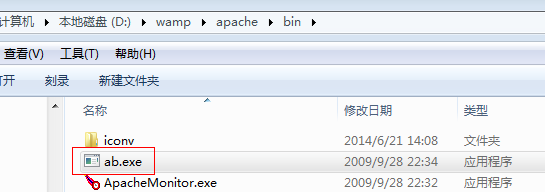 计算机 ▸ 本地磁盘 (D:) ▸ wamp ▸ apache ▸ bin ▸
查看(V) 工具(T) 帮助(H)
打开 刻录 新建文件夹
名称 修改日期 类型
iconv 2014/6/21 14:08 文件夹
ab.exe 2009/9/28 22:34 应用程序
ApacheMonitor.exe 2009/9/28 22:32 应用程序